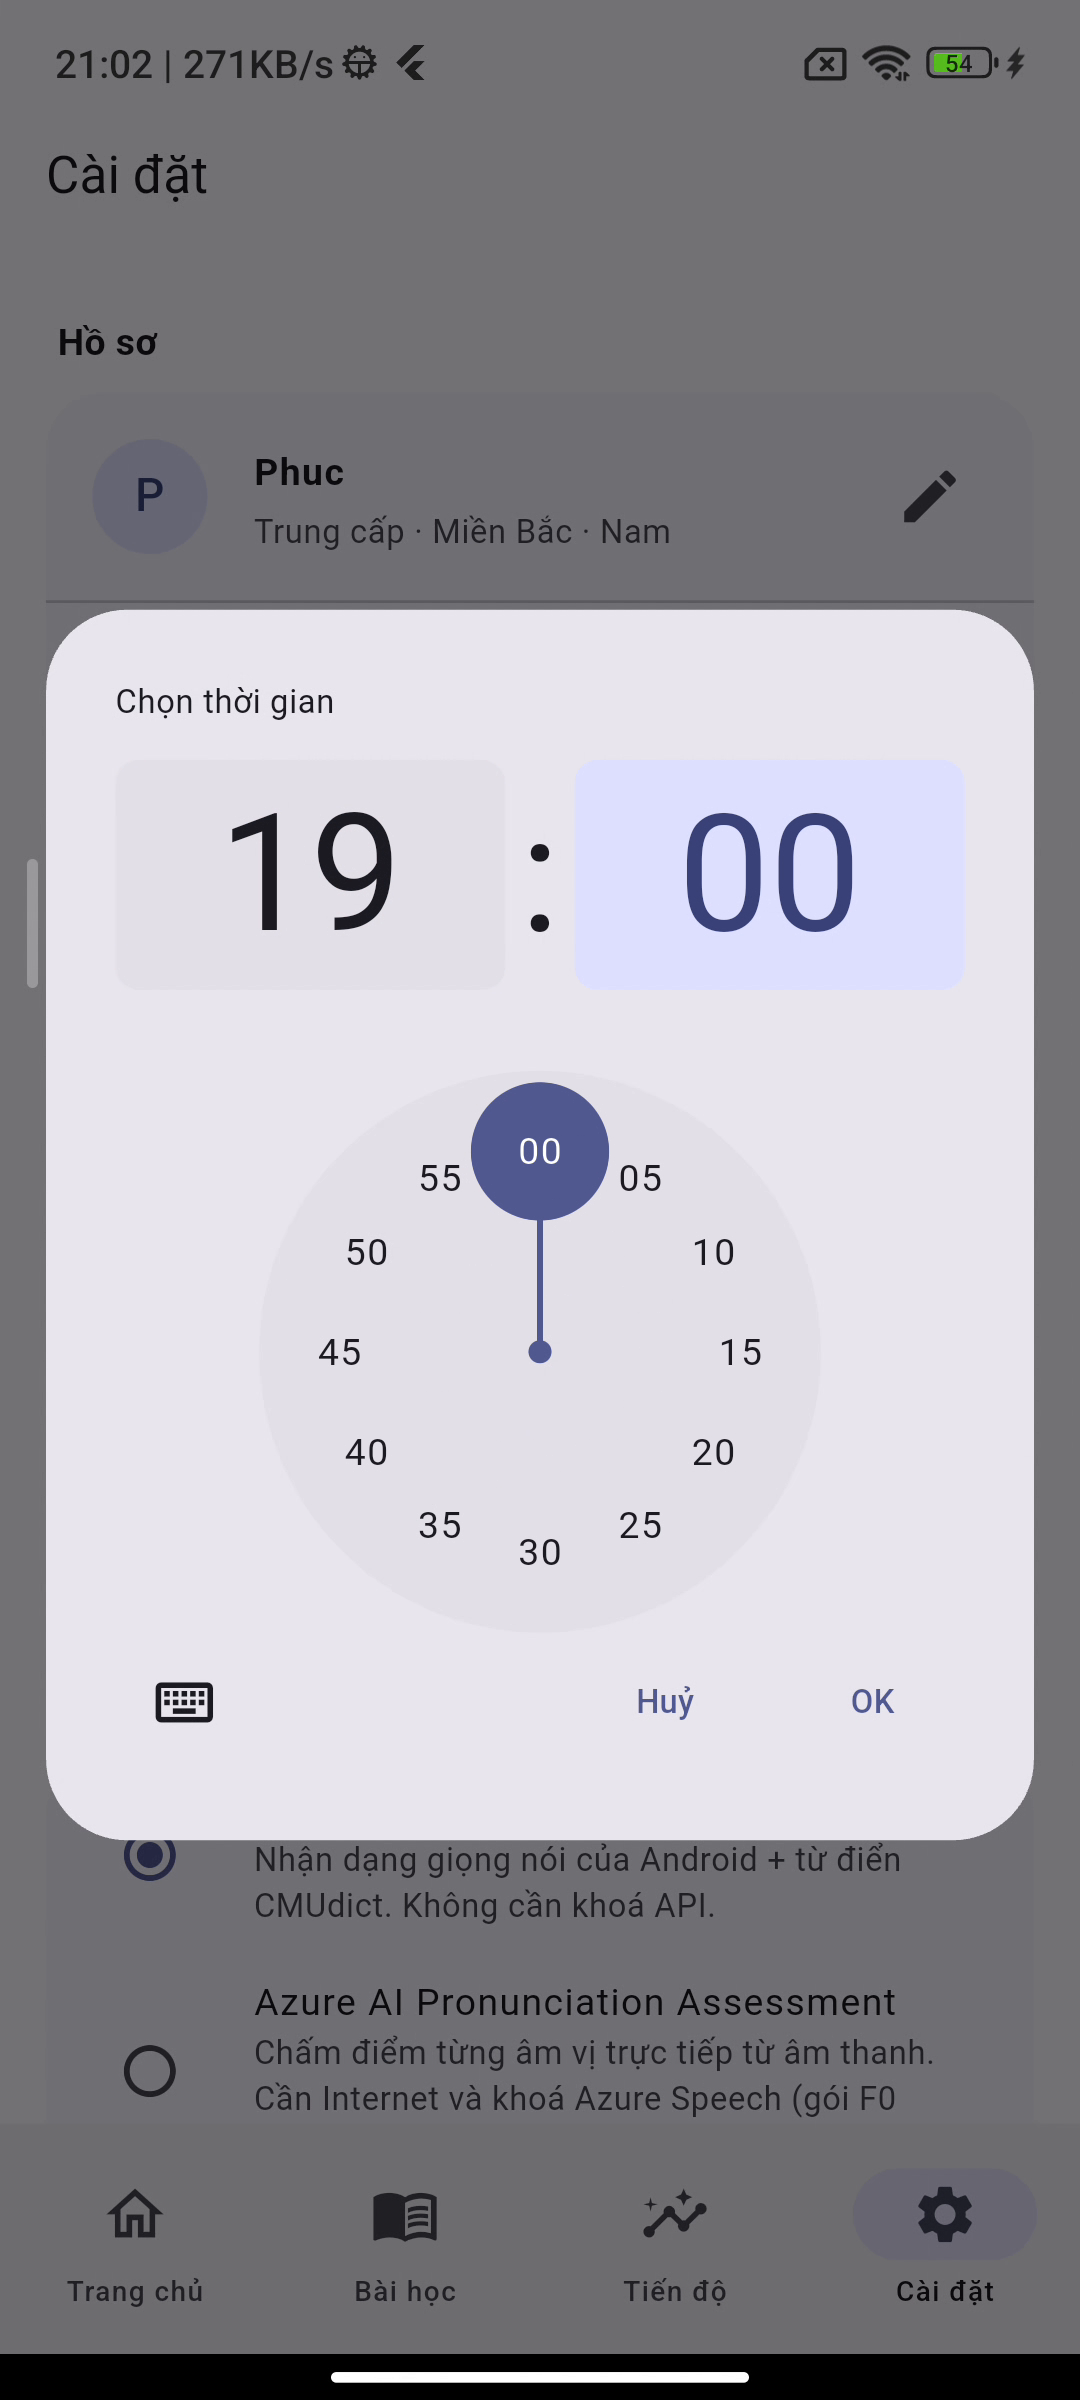 21:02 | 271KB/s
54
Cài đặt
Hồ sơ
P
Phuc
Trung cấp · Miền Bắc · Nam
Chọn thời gian
19 : 00
00
55
05
50
10
45
15
40
20
35
25
30
Huỷ
OK
Nhận dạng giọng nói của Android + từ điển
CMUdict. Không cần khoá API.
Azure AI Pronunciation Assessment
Chấm điểm từng âm vị trực tiếp từ âm thanh.
Cần Internet và khoá Azure Speech (gói F0
Trang chủ
Bài học
Tiến độ
Cài đặt